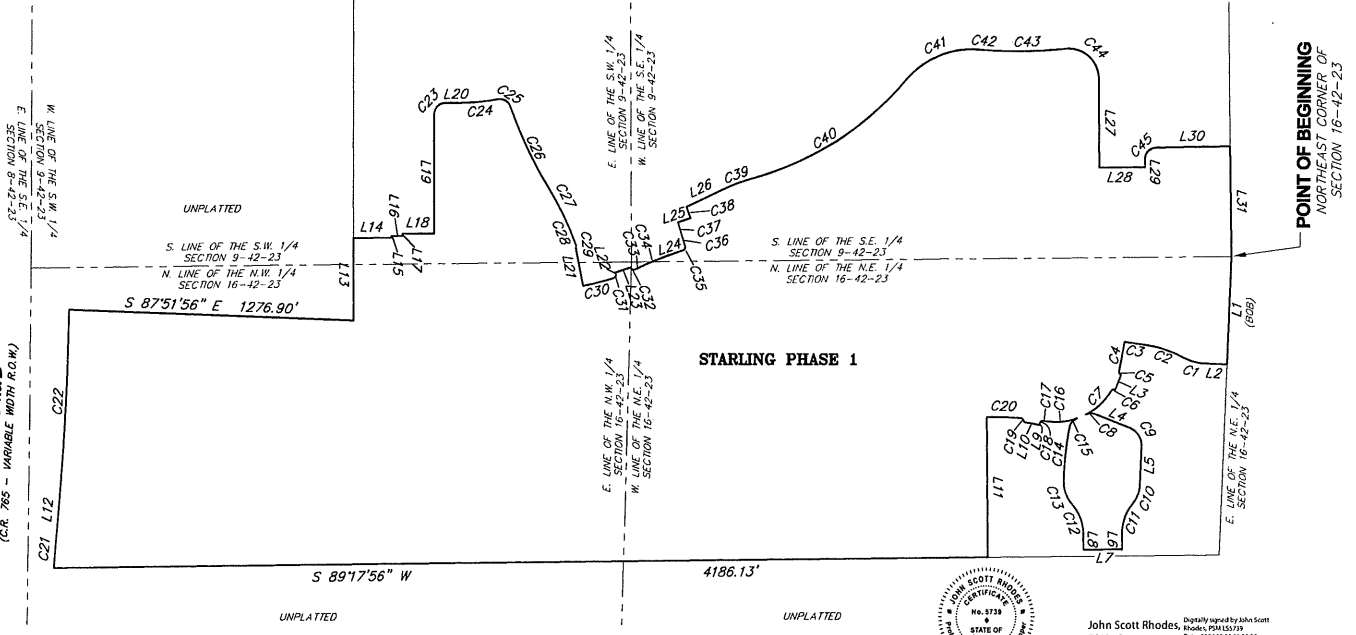 C41
C42
C43
C44
C40
L27
C45
L30
L28
L29
L31
POINT OF BEGINNING
NORTHEAST CORNER OF
SECTION 16-42-23
E. LINE OF THE S.W. 1/4
SECTION 9-42-23
W. LINE OF THE S.E. 1/4
SECTION 9-42-23
W. LINE OF THE S.W. 1/4
SECTION 9-42-23
E. LINE OF THE S.E. 1/4
SECTION 8-42-23
C23
L20
C24
C25
C26
C27
C28
C29
L21
L22
C30
C31
L23
C32
C33
C34
L24
C35
C36
C37
C38
L25
L26
C39
UNPLATTED
L19
L16
L18
L14
L15
L17
L13
S. LINE OF THE S.W. 1/4
SECTION 9-42-23
N. LINE OF THE N.W. 1/4
SECTION 16-42-23
S. LINE OF THE S.E. 1/4
SECTION 9-42-23
N. LINE OF THE N.E. 1/4
SECTION 16-42-23
S 87°51'56" E 1276.90'
L1
(BOB)
STARLING PHASE 1
C4
C3
C2
C1
L2
C5
L3
C6
C7
L4
C8
C9
C20
C17
C16
C19
L10
L9
C18
C14
C15
L5
C10
C11
L11
C13
C12
L8
L6
L7
E. LINE OF THE N.W. 1/4
SECTION 16-42-23
W. LINE OF THE N.E. 1/4
SECTION 16-42-23
E. LINE OF THE N.E. 1/4
SECTION 16-42-23
(C.R. 765 - VARIABLE WIDTH R.O.W.)
C22
L12
C21
S 89°17'56" W
4186.13'
UNPLATTED
UNPLATTED
JOHN SCOTT RHODES
CERTIFICATE
No. 5739
STATE OF
John Scott Rhodes,
Digitally signed by John Scott
Rhodes, PSM LS5739